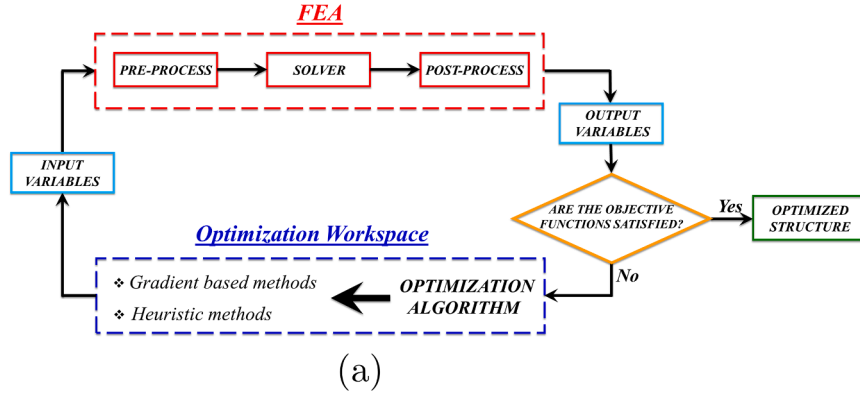 FEA
PRE-PROCESS
SOLVER
POST-PROCESS
OUTPUT
VARIABLES
INPUT
VARIABLES
ARE THE OBJECTIVE
FUNCTIONS SATISFIED?
Yes
OPTIMIZED
STRUCTURE
No
Optimization Workspace
❖ Gradient based methods
❖ Heuristic methods
OPTIMIZATION
ALGORITHM
(a)